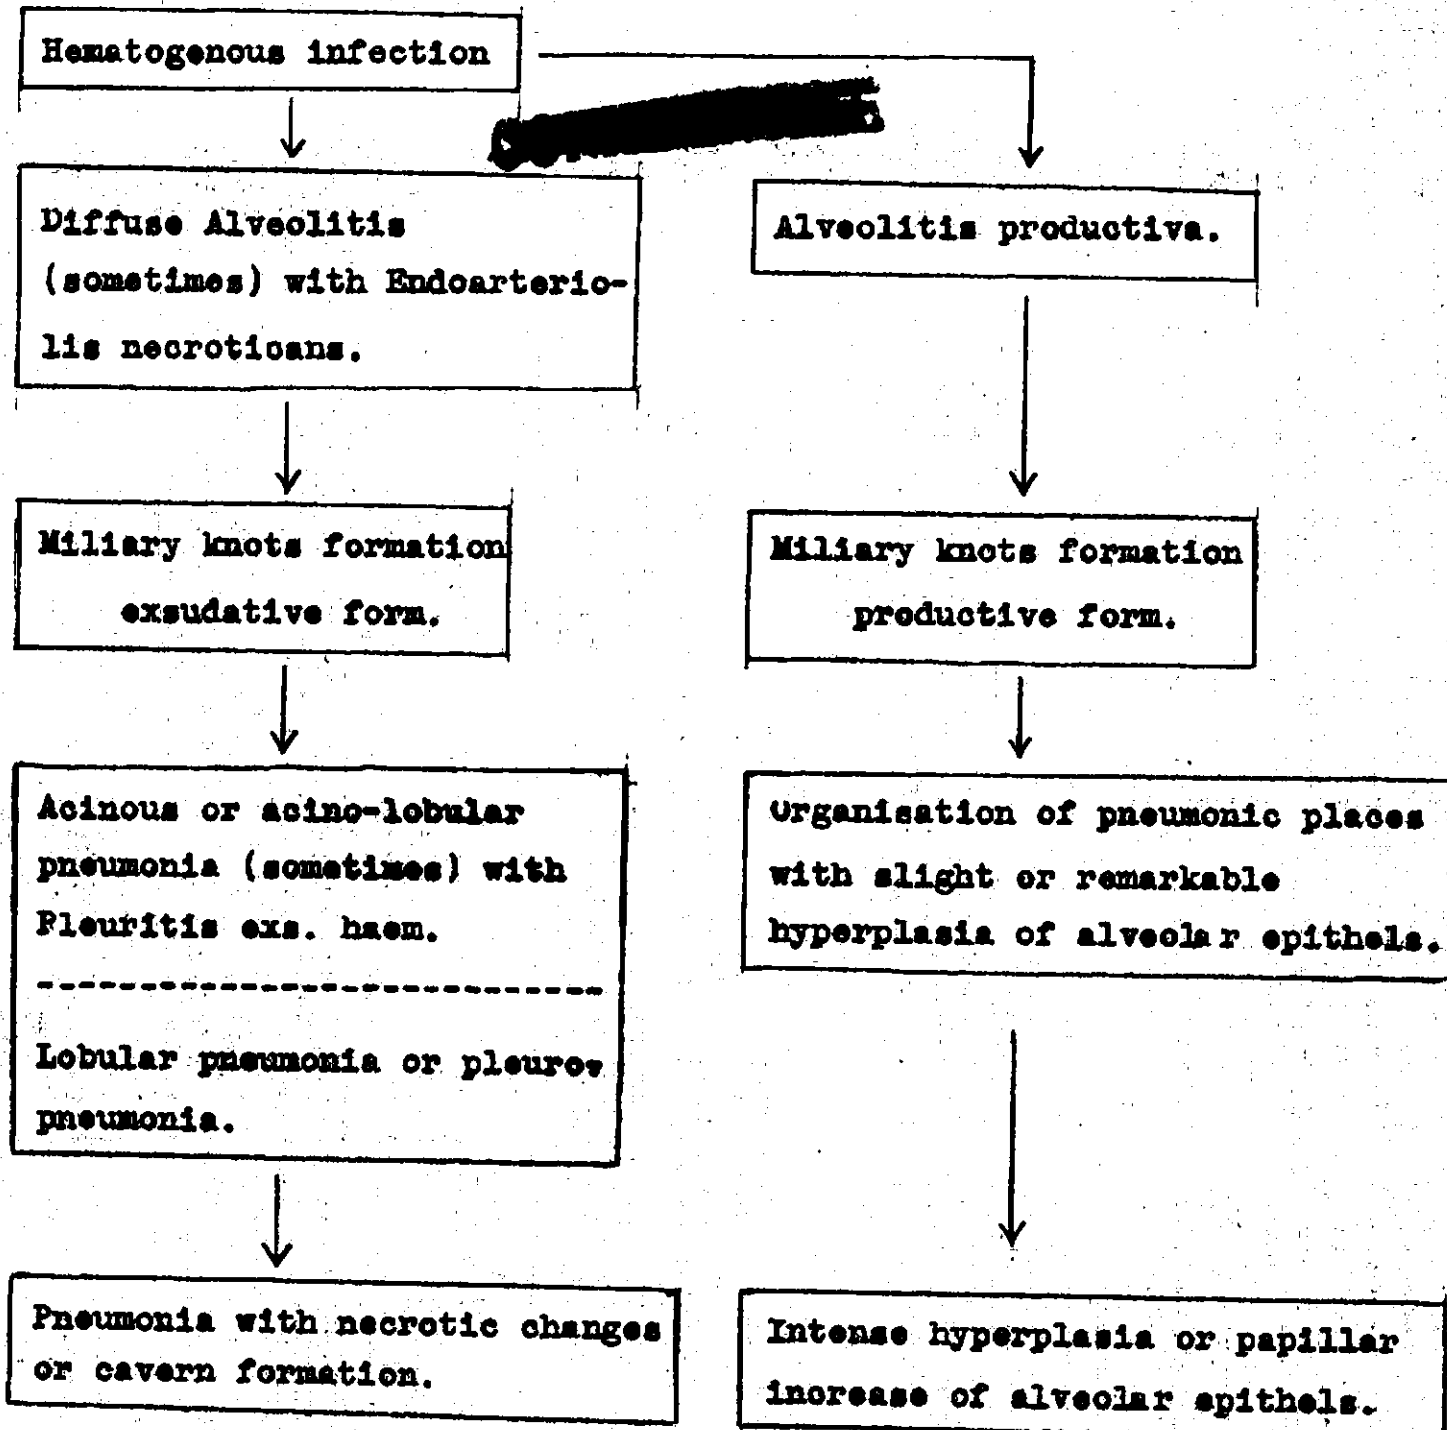 Hematogenous infection
Diffuse Alveolitis
(sometimes) with Endoarterio-
lis necroticans.
Alveolitis productiva.
Miliary knots formation
exsudative form.
Miliary knots formation
productive form.
Acinous or acino-lobular
pneumonia (sometimes) with
Pleuritis exs. haem.
Lobular pneumonia or pleuro-
pneumonia.
Organisation of pneumonic places
with slight or remarkable
hyperplasia of alveolar epithels.
Pneumonia with necrotic changes
or cavern formation.
Intense hyperplasia or papillar
increase of alveolar epithels.